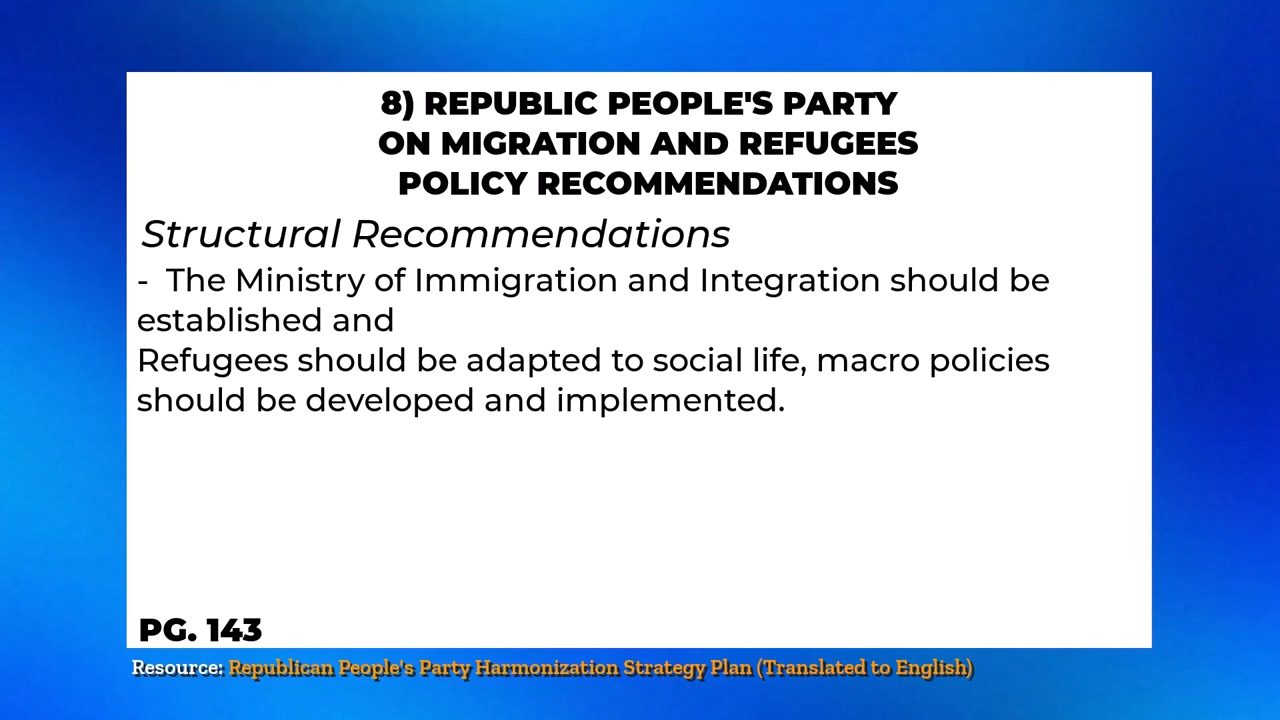 8) REPUBLIC PEOPLE'S PARTY
ON MIGRATION AND REFUGEES
POLICY RECOMMENDATIONS
Structural Recommendations
- The Ministry of Immigration and Integration should be
established and
Refugees should be adapted to social life, macro policies
should be developed and implemented.
PG. 143
Resource: Republican People's Party Harmonization Strategy Plan (Translated to English)